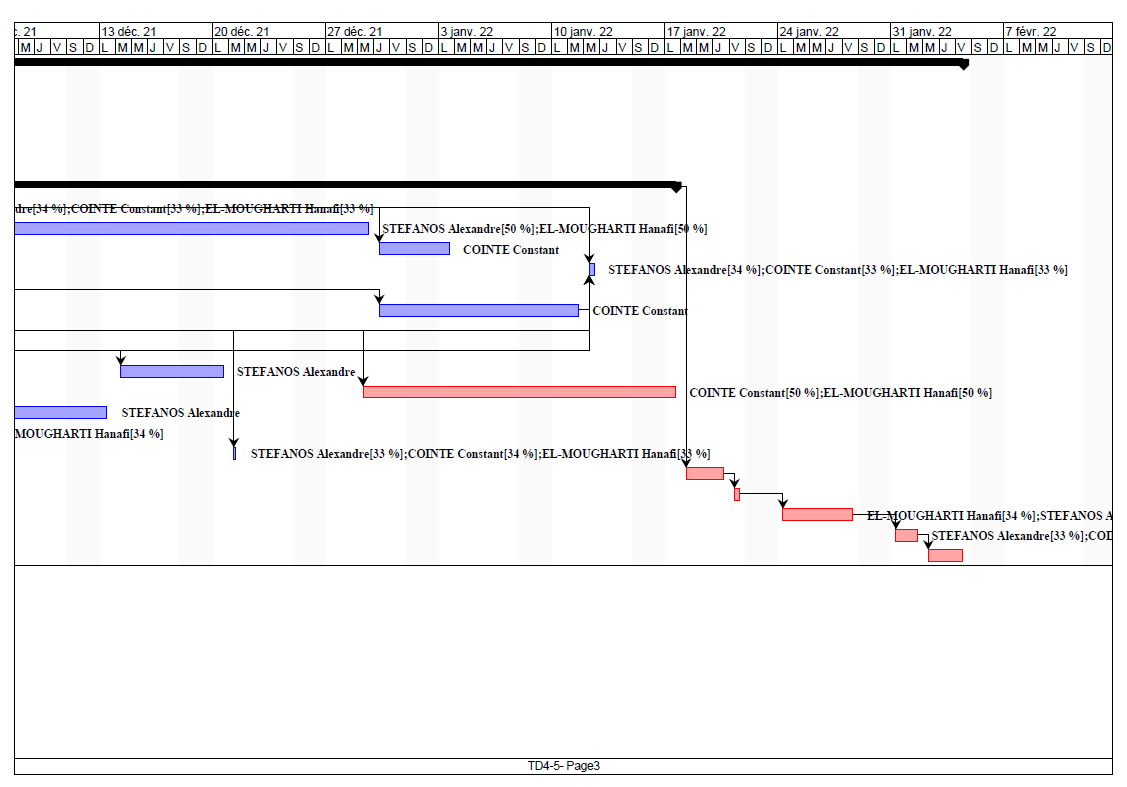 c. 21 13 déc. 21 20 déc. 21 27 déc. 21 3 janv. 22 10 janv. 22 17 janv. 22 24 janv. 22 31 janv. 22 7 févr. 22
M J V S D L M M J V S D L M M J V S D L M M J V S D L M M J V S D L M M J V S D L M M J V S D L M M J V S D L M M J V S D L M M J V S D
dre[34 %];COINTE Constant[33 %];EL-MOUGHARTI Hanafi[33 %]
STEFANOS Alexandre[50 %];EL-MOUGHARTI Hanafi[50 %]
COINTE Constant
STEFANOS Alexandre[34 %];COINTE Constant[33 %];EL-MOUGHARTI Hanafi[33 %]
COINTE Constant
STEFANOS Alexandre
COINTE Constant[50 %];EL-MOUGHARTI Hanafi[50 %]
STEFANOS Alexandre
MOUGHARTI Hanafi[34 %]
STEFANOS Alexandre[33 %];COINTE Constant[34 %];EL-MOUGHARTI Hanafi[33 %]
EL-MOUGHARTI Hanafi[34 %];STEFANOS A
STEFANOS Alexandre[33 %];COI
TD4-5- Page3